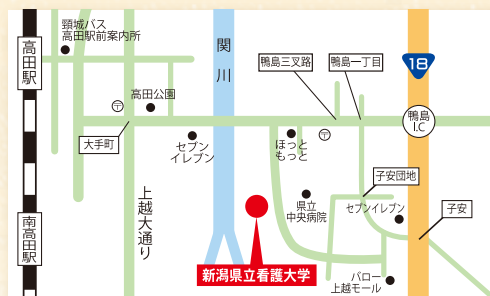 頸城バス
高田駅前案内所
高田駅
関川
鴨島三叉路
鴨島一丁目
18
高田公園
〒
大手町
セブン
イレブン
ほっと
もっと
〒
鴨島
I.C
上越大通り
県立
中央病院
子安団地
セブンイレブン
子安
南高田駅
新潟県立看護大学
バロー
上越モール